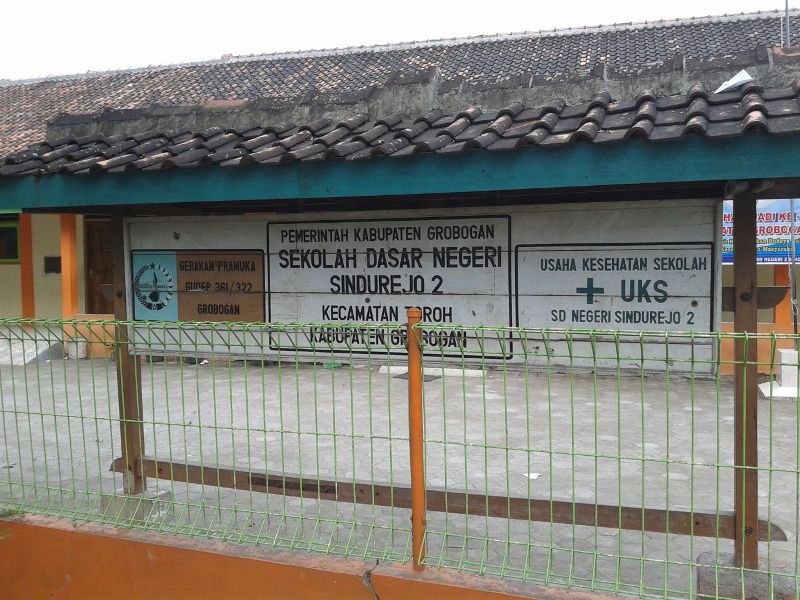 GERAKAN PRAMUKA
GUDEP 361/322
GROBOGAN
PEMERINTAH KABUPATEN GROBOGAN
SEKOLAH DASAR NEGERI
SINDUREJO 2
KECAMATAN TOROH
KABUPATEN GROBOGAN
USAHA KESEHATAN SEKOLAH
UKS
SD NEGERI SINDUREJO 2